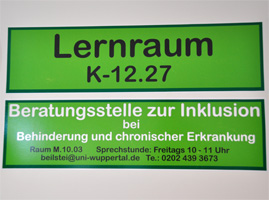 Lernraum
K-12.27
Beratungsstelle zur Inklusion
bei
Behinderung und chronischer Erkrankung
Raum M.10.03 Sprechstunde: Freitags 10 - 11 Uhr
beilstei@uni-wuppertal.de Te.: 0202 439 3673